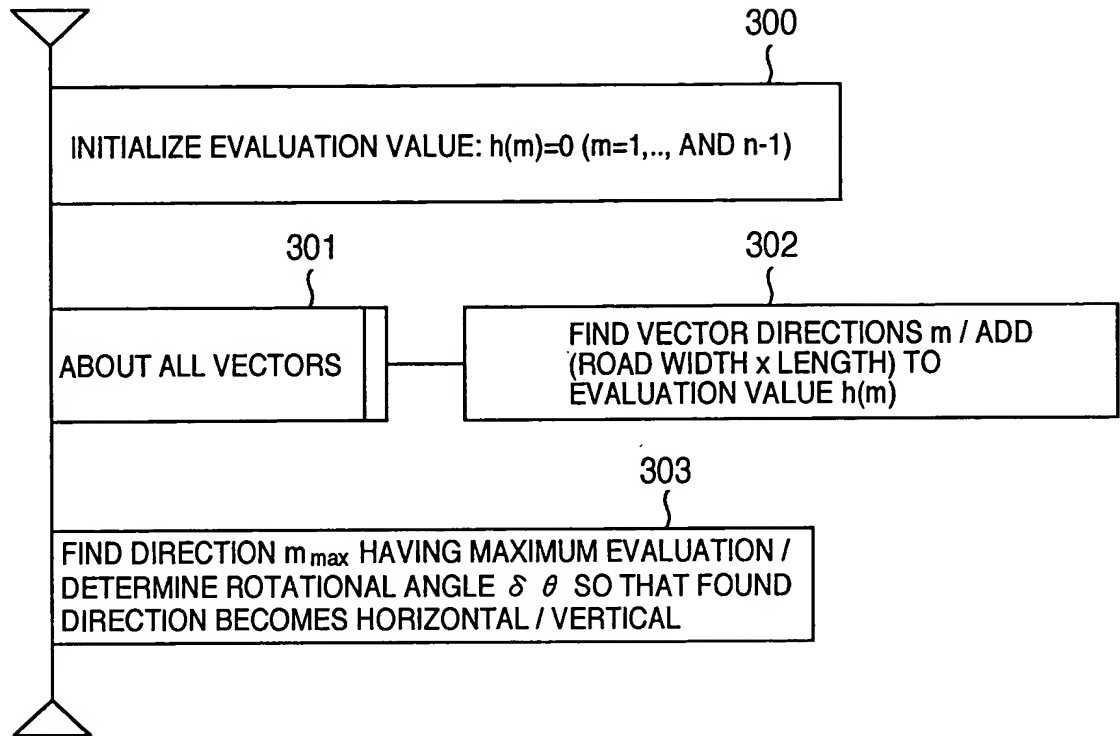 300
INITIALIZE EVALUATION VALUE: h(m)=0 (m=1,.., AND n-1)
301
302
ABOUT ALL VECTORS
FIND VECTOR DIRECTIONS m / ADD
(ROAD WIDTH x LENGTH) TO
EVALUATION VALUE h(m)
303
FIND DIRECTION mmax HAVING MAXIMUM EVALUATION /
DETERMINE ROTATIONAL ANGLE δ θ SO THAT FOUND
DIRECTION BECOMES HORIZONTAL / VERTICAL